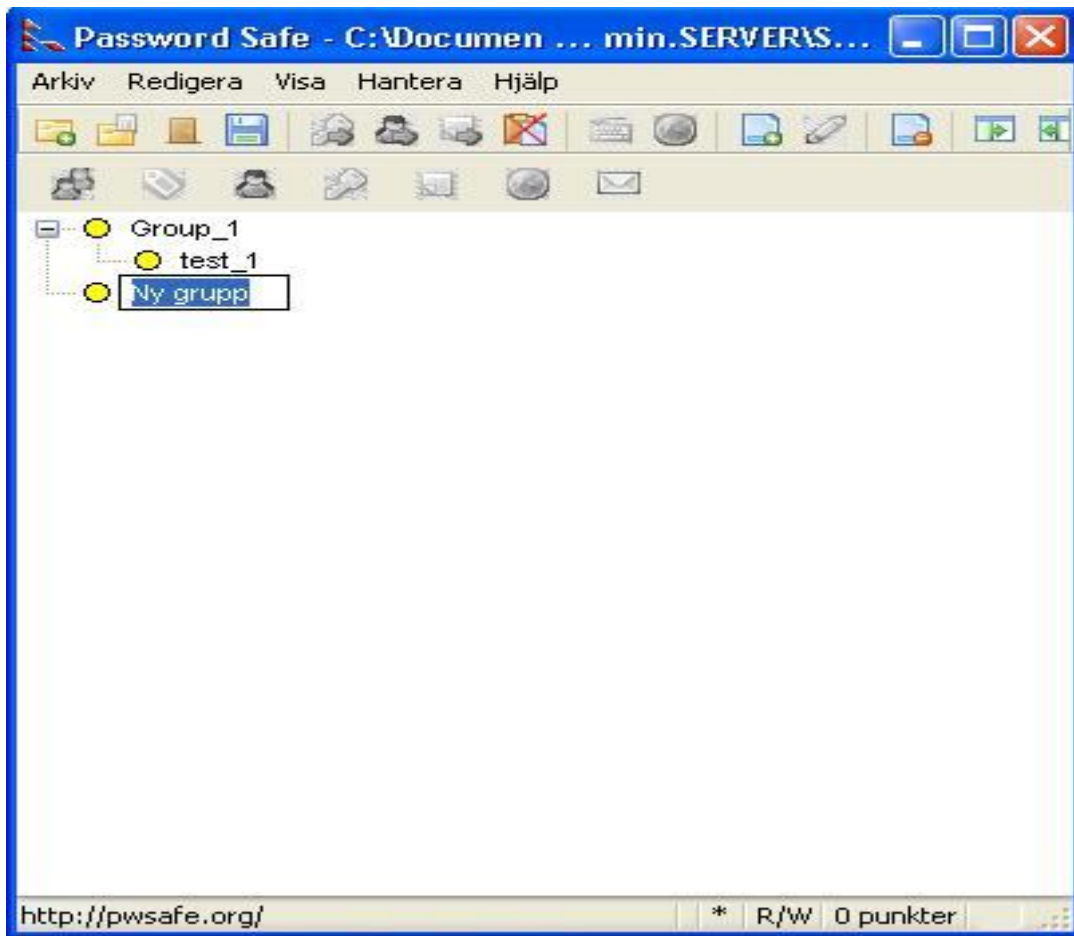 Password Safe - C:\Documen ... min.SERVER\S...
Arkiv Redigera Visa Hantera Hjälp
Group_1
test_1
Ny grupp
http://pwsafe.org/ * R/W 0 punkter